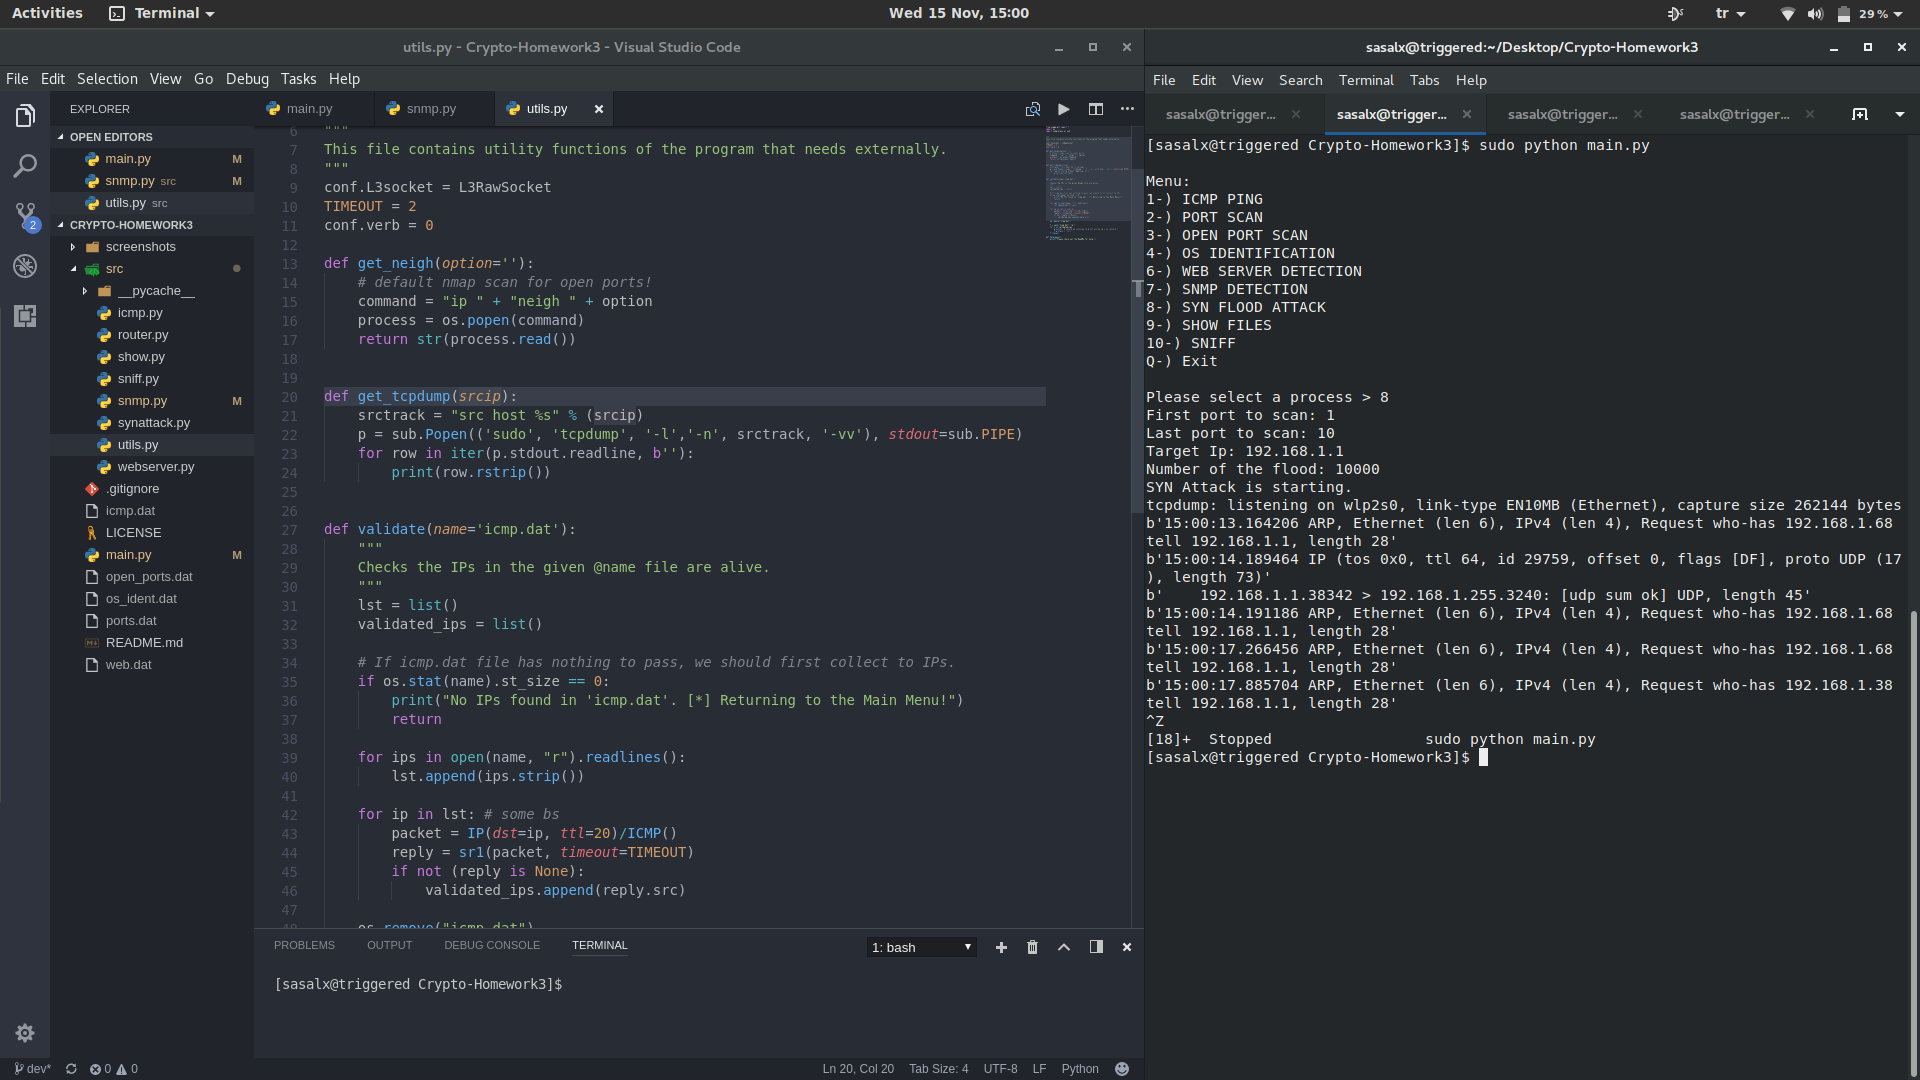 Activities
Terminal
Wed 15 Nov, 15:00
tr
29 %
utils.py - Crypto-Homework3 - Visual Studio Code
File Edit Selection View Go Debug Tasks Help
EXPLORER
OPEN EDITORS
main.py M
snmp.py src M
utils.py src
2
CRYPTO-HOMEWORK3
screenshots
src
__pycache__
icmp.py
router.py
show.py
sniff.py
snmp.py M
synattack.py
utils.py
webserver.py
.gitignore
icmp.dat
LICENSE
main.py M
open_ports.dat
os_ident.dat
ports.dat
README.md
web.dat
main.py
snmp.py
utils.py
6 """
7 This file contains utility functions of the program that needs externally.
8 """
9 conf.L3socket = L3RawSocket
10 TIMEOUT = 2
11 conf.verb = 0
12
13 def get_neigh(option=''):
14     # default nmap scan for open ports!
15     command = "ip " + "neigh " + option
16     process = os.popen(command)
17     return str(process.read())
18
19
20 def get_tcpdump(srcip):
21     srctrack = "src host %s" % (srcip)
22     p = sub.Popen(('sudo', 'tcpdump', '-l','-n', srctrack, '-vv'), stdout=sub.PIPE)
23     for row in iter(p.stdout.readline, b''):
24         print(row.rstrip())
25
26
27 def validate(name='icmp.dat'):
28     """
29     Checks the IPs in the given @name file are alive.
30     """
31     lst = list()
32     validated_ips = list()
33
34     # If icmp.dat file has nothing to pass, we should first collect to IPs.
35     if os.stat(name).st_size == 0:
36         print("No IPs found in 'icmp.dat'. [*] Returning to the Main Menu!")
37         return
38
39     for ips in open(name, "r").readlines():
40         lst.append(ips.strip())
41
42     for ip in lst: # some bs
43         packet = IP(dst=ip, ttl=20)/ICMP()
44         reply = sr1(packet, timeout=TIMEOUT)
45         if not (reply is None):
46             validated_ips.append(reply.src)
47
48     os.remove("icmp.dat")
PROBLEMS OUTPUT DEBUG CONSOLE TERMINAL
1: bash
[sasalx@triggered Crypto-Homework3]$
dev* 0 0
Ln 20, Col 20 Tab Size: 4 UTF-8 LF Python
sasalx@triggered:~/Desktop/Crypto-Homework3
File Edit View Search Terminal Tabs Help
sasalx@trigger...
sasalx@trigger...
sasalx@trigger...
sasalx@trigger...
[sasalx@triggered Crypto-Homework3]$ sudo python main.py
Menu:
1-) ICMP PING
2-) PORT SCAN
3-) OPEN PORT SCAN
4-) OS IDENTIFICATION
6-) WEB SERVER DETECTION
7-) SNMP DETECTION
8-) SYN FLOOD ATTACK
9-) SHOW FILES
10-) SNIFF
Q-) Exit
Please select a process > 8
First port to scan: 1
Last port to scan: 10
Target Ip: 192.168.1.1
Number of the flood: 10000
SYN Attack is starting.
tcpdump: listening on wlp2s0, link-type EN10MB (Ethernet), capture size 262144 bytes
b'15:00:13.164206 ARP, Ethernet (len 6), IPv4 (len 4), Request who-has 192.168.1.68
tell 192.168.1.1, length 28'
b'15:00:14.189464 IP (tos 0x0, ttl 64, id 29759, offset 0, flags [DF], proto UDP (17
), length 73)'
b'    192.168.1.1.38342 > 192.168.1.255.3240: [udp sum ok] UDP, length 45'
b'15:00:14.191186 ARP, Ethernet (len 6), IPv4 (len 4), Request who-has 192.168.1.68
tell 192.168.1.1, length 28'
b'15:00:17.266456 ARP, Ethernet (len 6), IPv4 (len 4), Request who-has 192.168.1.68
tell 192.168.1.1, length 28'
b'15:00:17.885704 ARP, Ethernet (len 6), IPv4 (len 4), Request who-has 192.168.1.38
tell 192.168.1.1, length 28'
^Z
[18]+  Stopped                 sudo python main.py
[sasalx@triggered Crypto-Homework3]$